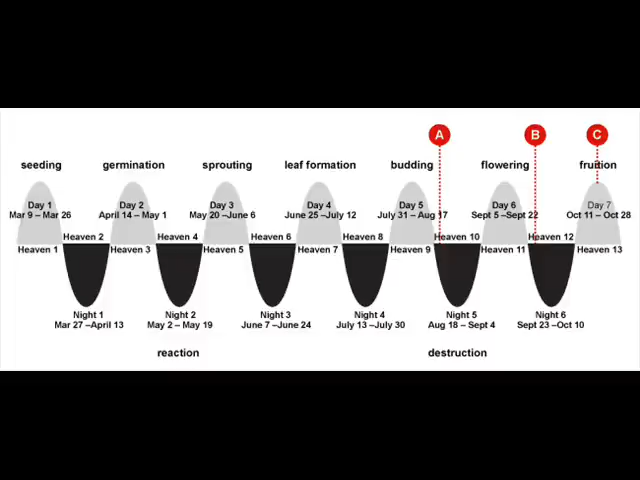 A B C
seeding germination sprouting leaf formation budding flowering fruition
Day 1 Day 2 Day 3 Day 4 Day 5 Day 6 Day 7
Mar 9 – Mar 26 April 14 – May 1 May 20 –June 6 June 25 –July 12 July 31 – Aug 17 Sept 5 –Sept 22 Oct 11 – Oct 28
Heaven 2 Heaven 4 Heaven 6 Heaven 8 Heaven 10 Heaven 12
Heaven 1 Heaven 3 Heaven 5 Heaven 7 Heaven 9 Heaven 11 Heaven 13
Night 1 Night 2 Night 3 Night 4 Night 5 Night 6
Mar 27 –April 13 May 2 – May 19 June 7 –June 24 July 13 –July 30 Aug 18 – Sept 4 Sept 23 –Oct 10
reaction destruction